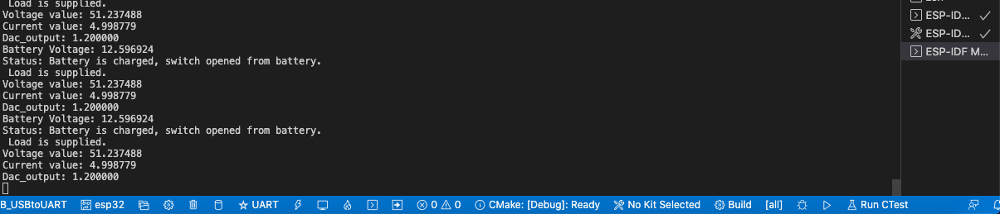 Load is supplied.
Voltage value: 51.237488
Current value: 4.998779
Dac_output: 1.200000
Battery Voltage: 12.596924
Status: Battery is charged, switch opened from battery.
Load is supplied.
Voltage value: 51.237488
Current value: 4.998779
Dac_output: 1.200000
Battery Voltage: 12.596924
Status: Battery is charged, switch opened from battery.
Load is supplied.
Voltage value: 51.237488
Current value: 4.998779
Dac_output: 1.200000
ESP-ID...
ESP-ID...
ESP-IDF M...
B_USBtoUART esp32 UART 0 0 CMake: [Debug]: Ready No Kit Selected Build [all] Run CTest